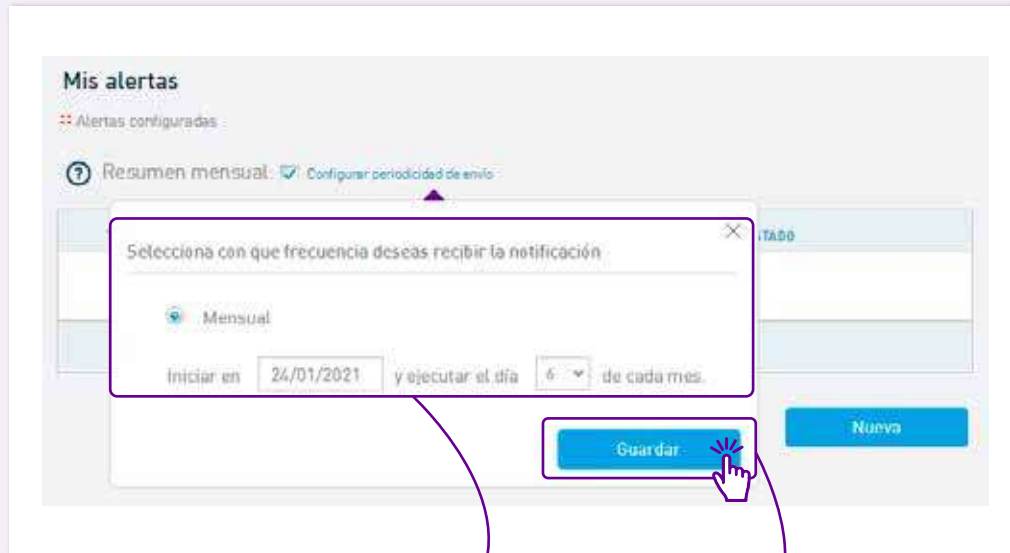 Mis alertas
Alertas configuradas
Resumen mensual: Configurar periodicidad de envío
TADO
Selecciona con que frecuencia deseas recibir la notificación
Mensual
Iniciar en 24/01/2021 y ejecutar el día 6 de cada mes.
Nueva
Guardar